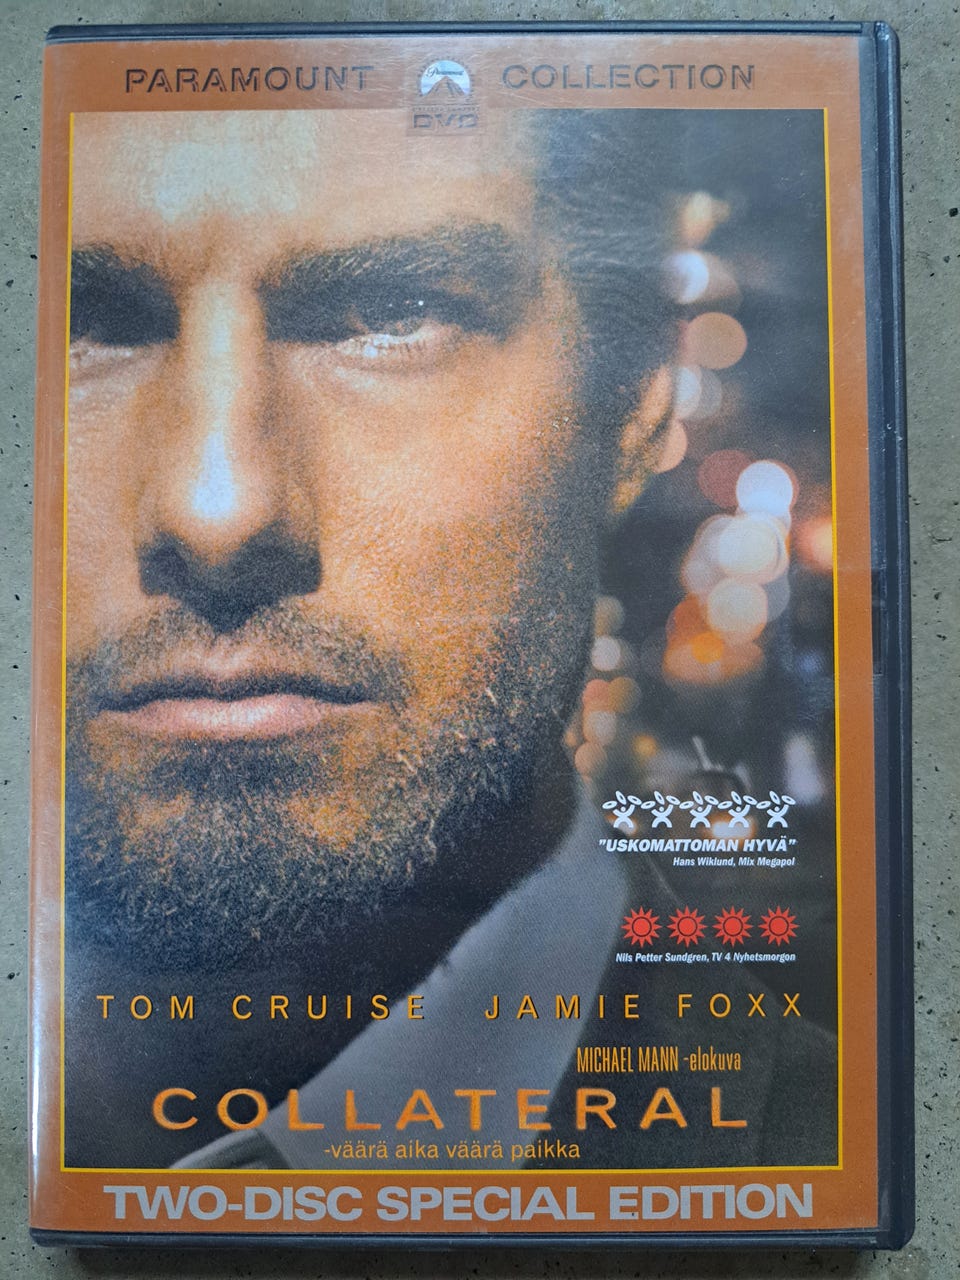 PARAMOUNT COLLECTION
Paramount
DVD
"USKOMATTOMAN HYVÄ"
Hans Wiklund, Mix Megapol
Nils Petter Sundgren, TV 4 Nyhetsmorgon
TOM CRUISE JAMIE FOXX
MICHAEL MANN -elokuva
COLLATERAL
-väärä aika väärä paikka
TWO-DISC SPECIAL EDITION